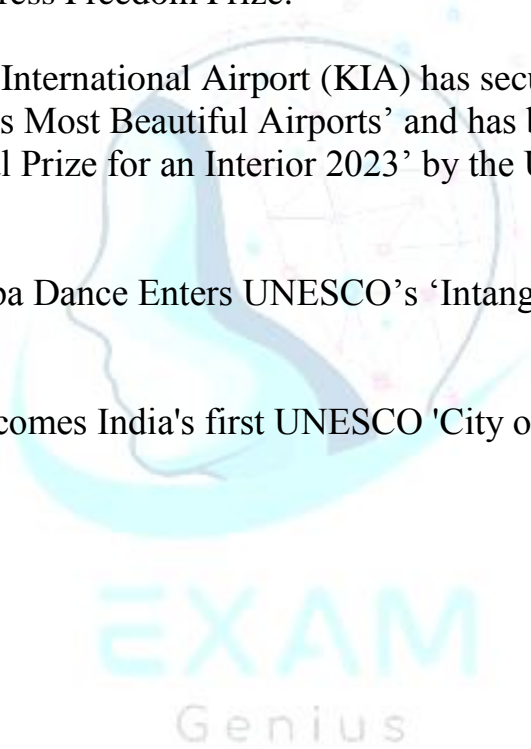 ress Freedom Prize.
International Airport (KIA) has secu
s Most Beautiful Airports’ and has b
l Prize for an Interior 2023’ by the U
pa Dance Enters UNESCO’s ‘Intang
comes India's first UNESCO 'City o
EXAM
Genius